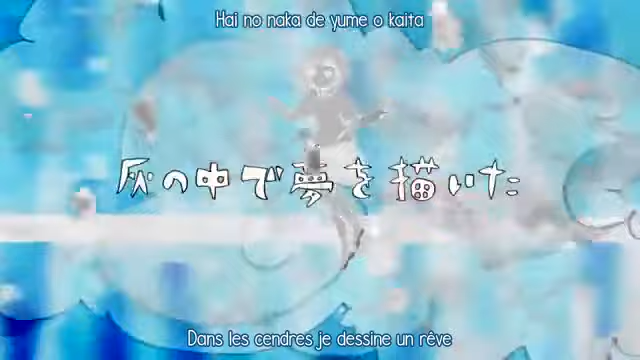 Hai no naka de yume o kaita
灰の中で夢を描いた
Dans les cendres je dessine un rêve